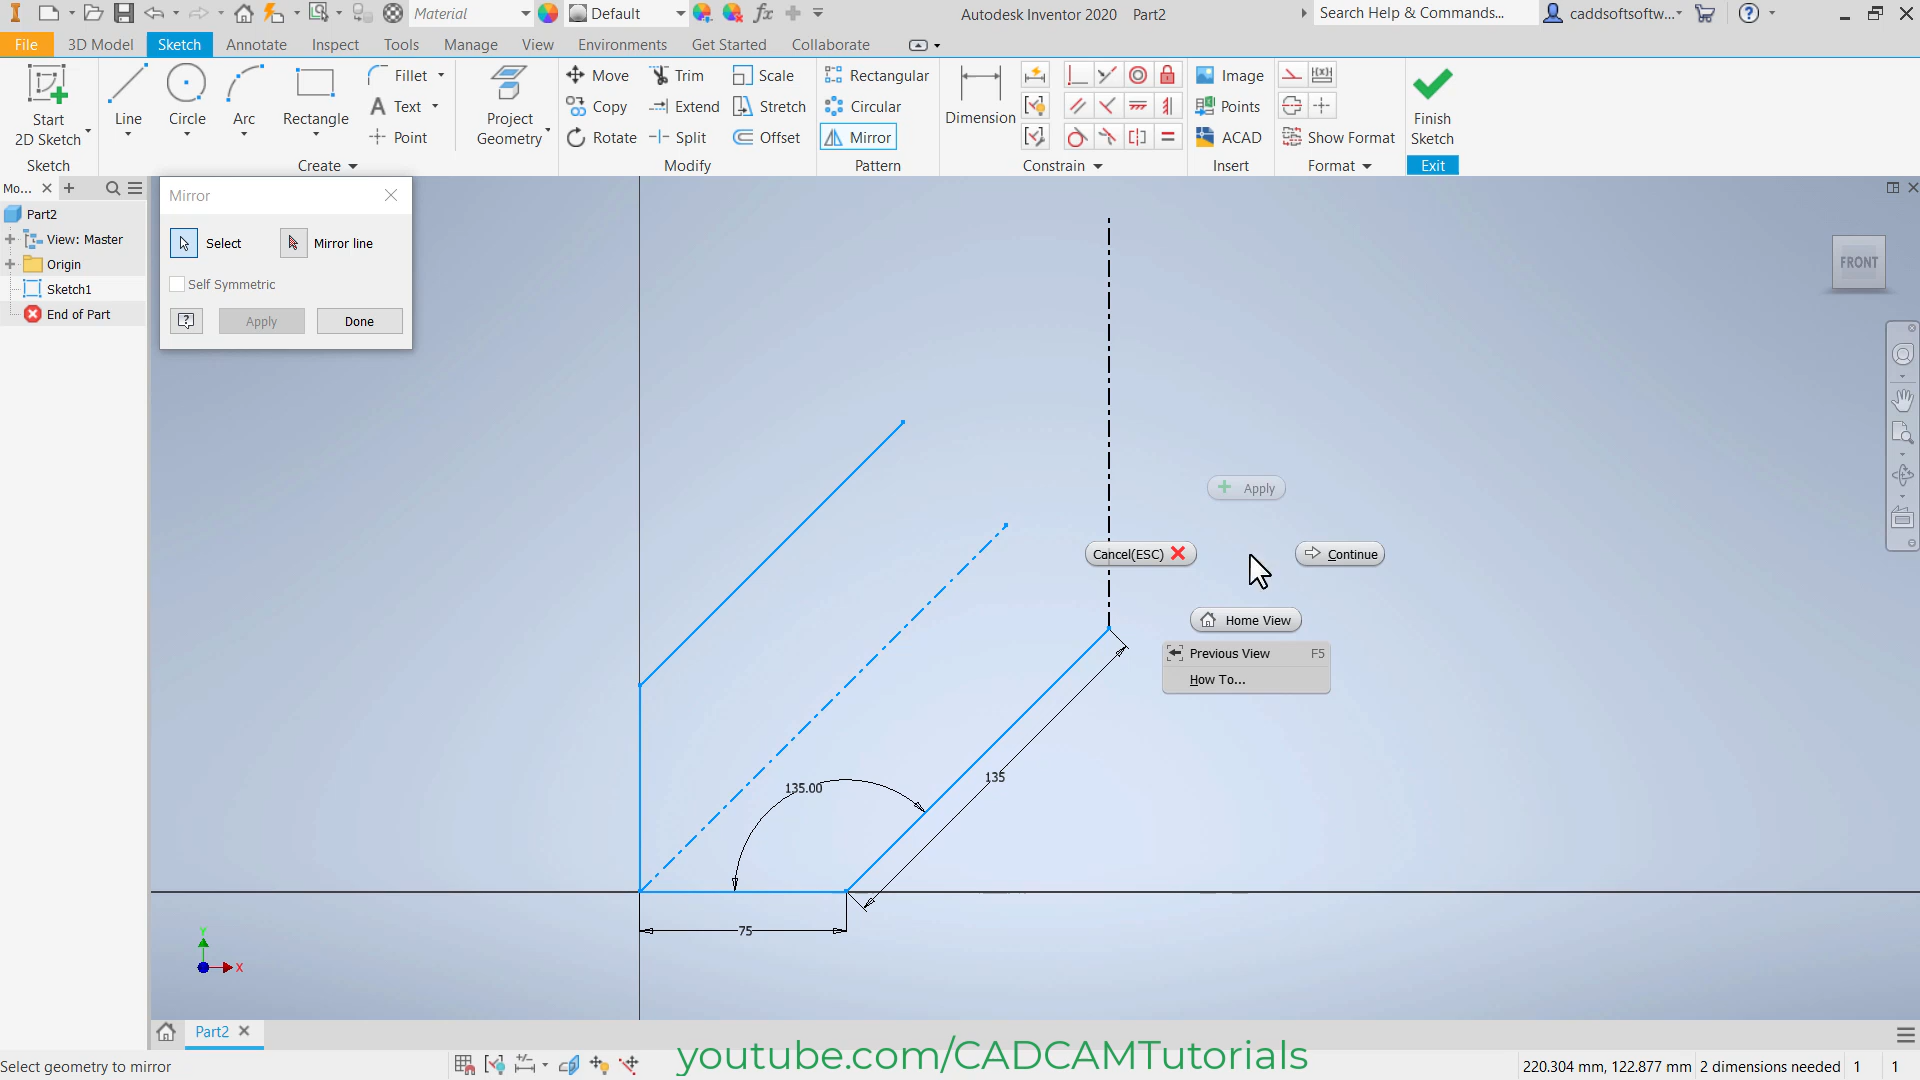 Material
Default
Autodesk Inventor 2020 Part2
Search Help & Commands...
caddsoftsoftw...
File
3D Model
Sketch
Annotate
Inspect
Tools
Manage
View
Environments
Get Started
Collaborate
Start
2D Sketch
Line
Circle
Arc
Rectangle
Fillet
Text
Point
Project
Geometry
Move
Copy
Rotate
Trim
Extend
Split
Scale
Stretch
Offset
Rectangular
Circular
Mirror
Dimension
Image
Points
ACAD
Show Format
Finish
Sketch
Sketch
Create
Modify
Pattern
Constrain
Insert
Format
Exit
Mo...
Part2
View: Master
Origin
Sketch1
End of Part
Mirror
Select
Mirror line
Self Symmetric
Apply
Done
FRONT
Apply
Cancel(ESC)
Continue
Home View
Previous View F5
How To...
135.00
135
75
Y
X
Part2
Select geometry to mirror
youtube.com/CADCAMTutorials
220.304 mm, 122.877 mm 2 dimensions needed 1 1